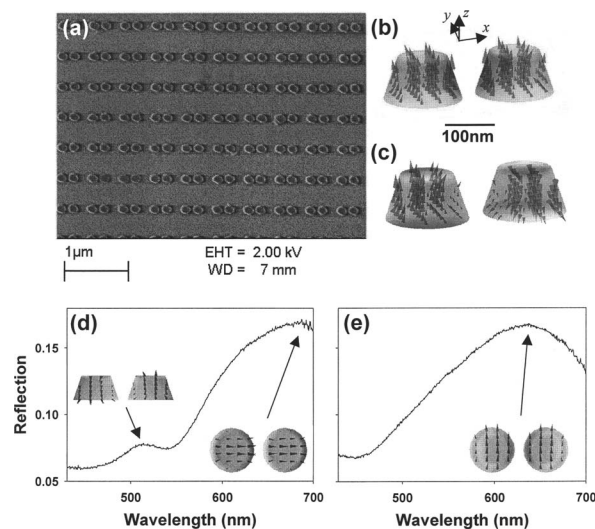 (a)
(b)
z
y
x
100nm
(c)
1µm
EHT = 2.00 kV
WD = 7 mm
(d)
(e)
Reflection
0.15
0.10
0.05
500
600
700
500
600
700
Wavelength (nm)
Wavelength (nm)